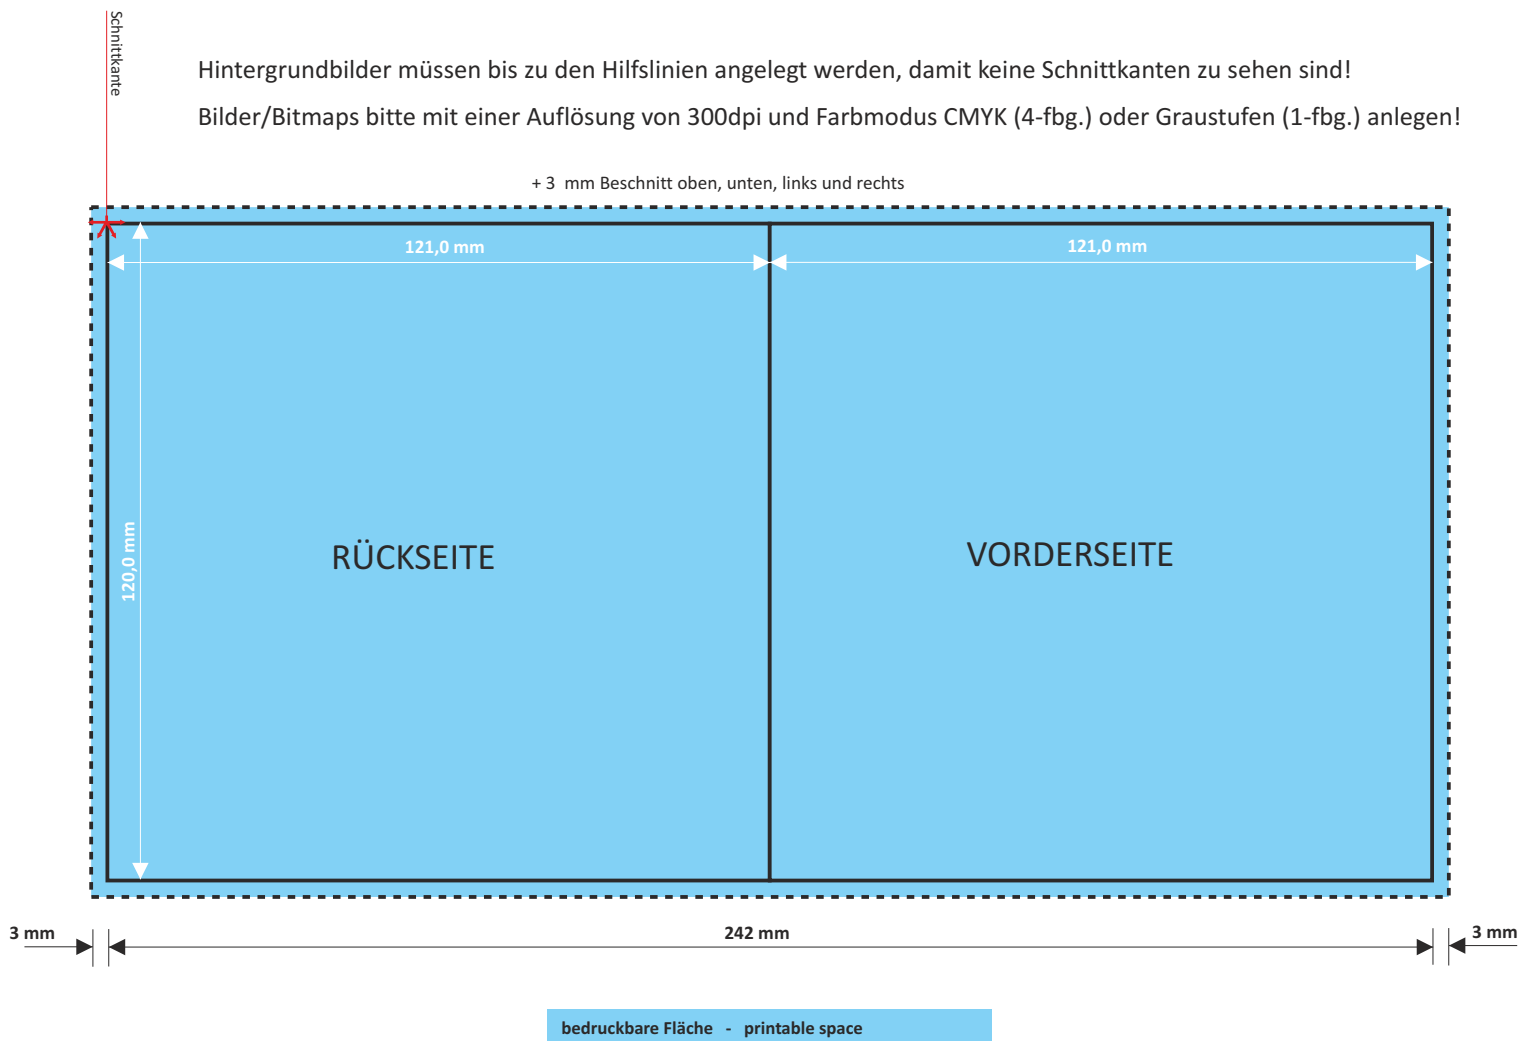 Schnittkante
Hintergrundbilder müssen bis zu den Hilfslinien angelegt werden, damit keine Schnittkanten zu sehen sind!
Bilder/Bitmaps bitte mit einer Auflösung von 300dpi und Farbmodus CMYK (4-fbg.) oder Graustufen (1-fbg.) anlegen!
+ 3 mm Beschnitt oben, unten, links und rechts
121,0 mm
121,0 mm
120,0 mm
RÜCKSEITE
VORDERSEITE
3 mm
242 mm
3 mm
bedruckbare Fläche - printable space